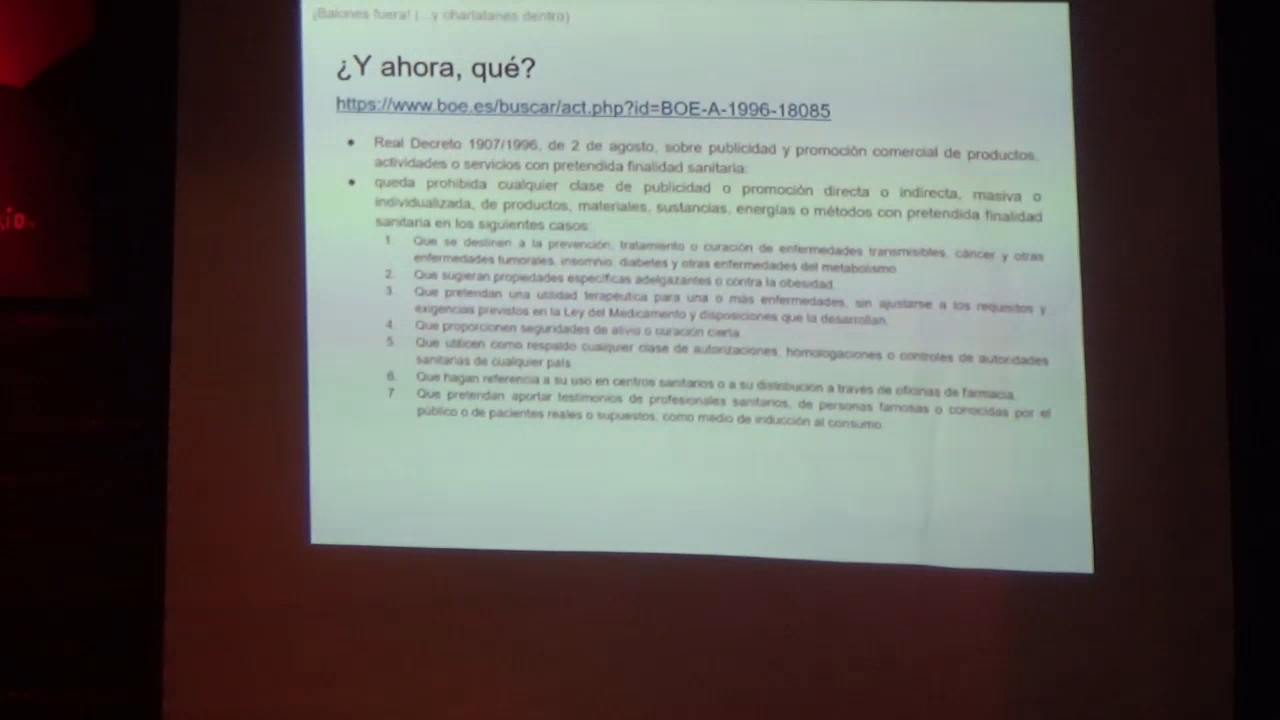 ¡Balones fuera! (...y charlatanes dentro)
¿Y ahora, qué?
https://www.boe.es/buscar/act.php?id=BOE-A-1996-18085
• Real Decreto 1907/1996, de 2 de agosto, sobre publicidad y promoción comercial de productos,
actividades o servicios con pretendida finalidad sanitaria:
• queda prohibida cualquier clase de publicidad o promoción directa o indirecta, masiva o
individualizada, de productos, materiales, sustancias, energías o métodos con pretendida finalidad
sanitaria en los siguientes casos:
1. Que se destinen a la prevención, tratamiento o curación de enfermedades transmisibles, cáncer y otras
enfermedades tumorales, insomnio, diabetes y otras enfermedades del metabolismo.
2. Que sugieran propiedades específicas adelgazantes o contra la obesidad.
3. Que pretendan una utilidad terapéutica para una o más enfermedades, sin ajustarse a los requisitos y
exigencias previstos en la Ley del Medicamento y disposiciones que la desarrollan.
4. Que proporcionen seguridades de alivio o curación cierta.
5. Que utilicen como respaldo cualquier clase de autorizaciones, homologaciones o controles de autoridades
sanitarias de cualquier país.
6. Que hagan referencia a su uso en centros sanitarios o a su distribución a través de oficinas de farmacia.
7. Que pretendan aportar testimonios de profesionales sanitarios, de personas famosas o conocidas por el
público o de pacientes reales o supuestos, como medio de inducción al consumo.